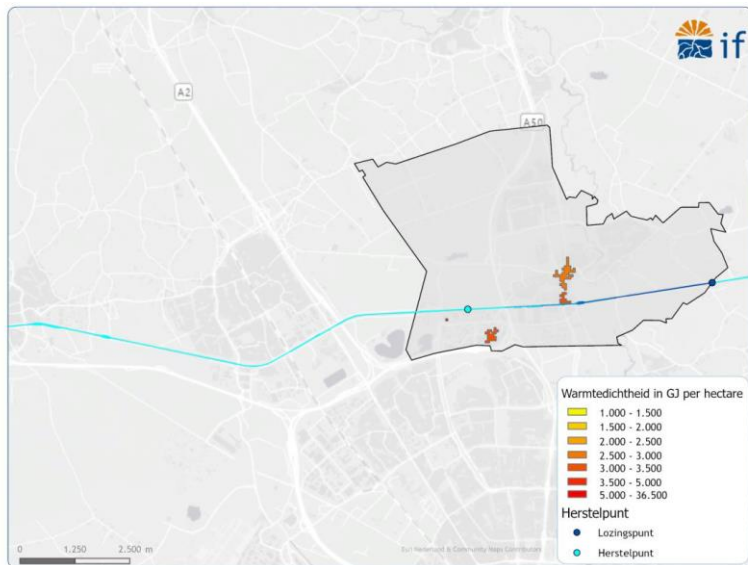 if
A2
A50
Warmtedichtheid in GJ per hectare
1.000 - 1.500
1.500 - 2.000
2.000 - 2.500
2.500 - 3.000
3.000 - 3.500
3.500 - 5.000
5.000 - 36.500
Herstelpunt
Lozingspunt
Herstelpunt
0 1.250 2.500 m
Esri Nederland & Community Maps Contributors